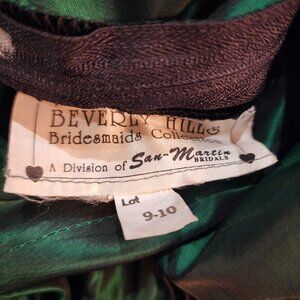 BEVERLY HILLS
Bridesmaids Collection
A Division of San-Martin
BRIDALS
Lot
9-10